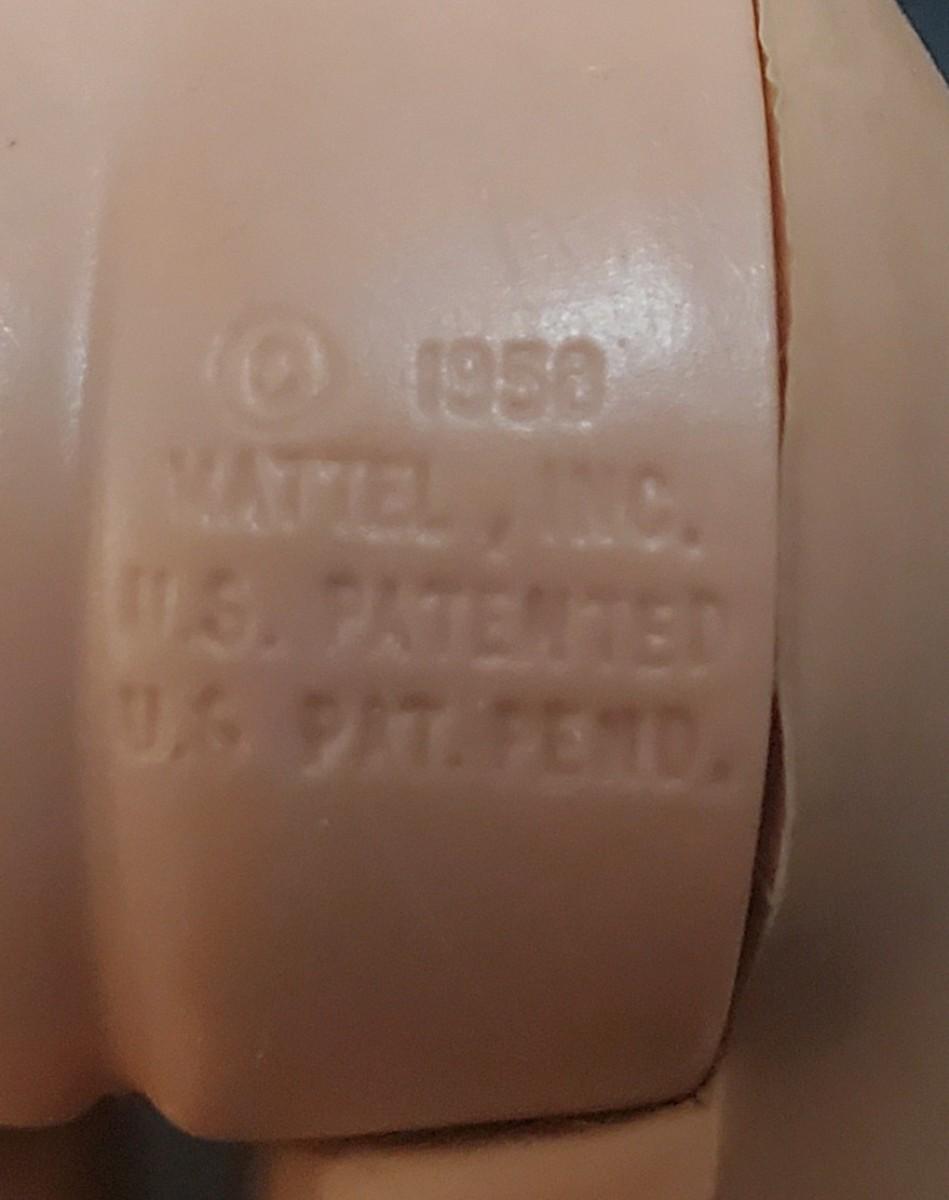 © 1958
MATTEL, INC.
U.S. PATENTED
U.S. PAT. PEND.